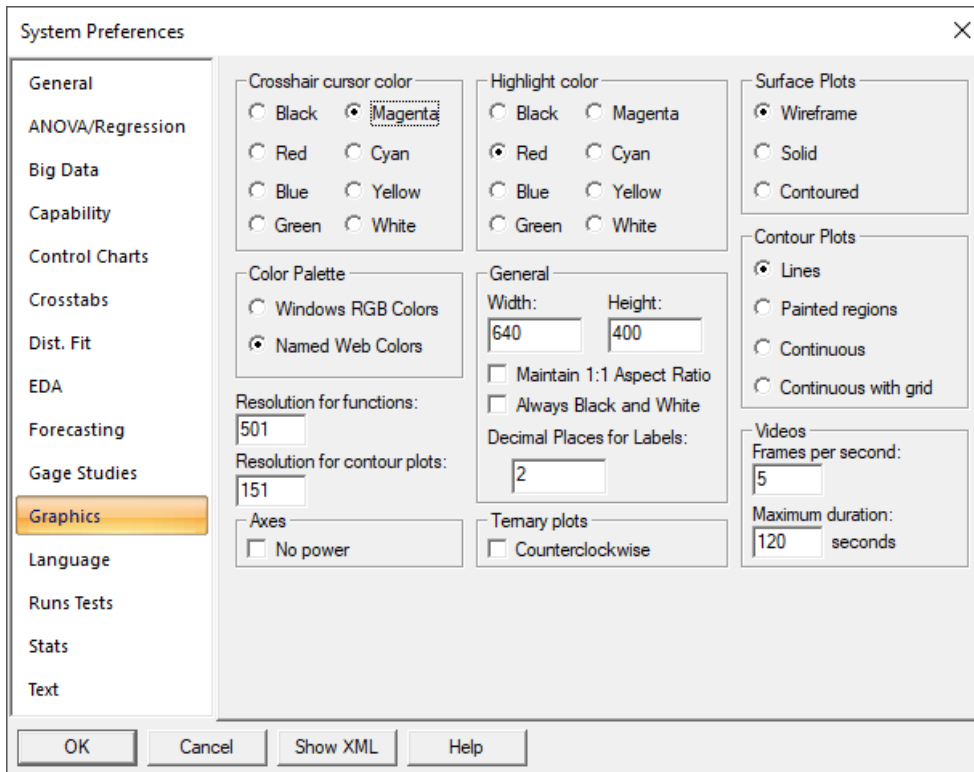 System Preferences
General
ANOVA/Regression
Big Data
Capability
Control Charts
Crosstabs
Dist. Fit
EDA
Forecasting
Gage Studies
Graphics
Language
Runs Tests
Stats
Text
Crosshair cursor color
Black Magenta
Red Cyan
Blue Yellow
Green White
Highlight color
Black Magenta
Red Cyan
Blue Yellow
Green White
Surface Plots
Wireframe
Solid
Contoured
Color Palette
Windows RGB Colors
Named Web Colors
General
Width: Height:
640 400
Maintain 1:1 Aspect Ratio
Always Black and White
Decimal Places for Labels:
2
Contour Plots
Lines
Painted regions
Continuous
Continuous with grid
Resolution for functions:
501
Resolution for contour plots:
151
Videos
Frames per second:
5
Maximum duration:
120 seconds
Axes
No power
Ternary plots
Counterclockwise
OK Cancel Show XML Help